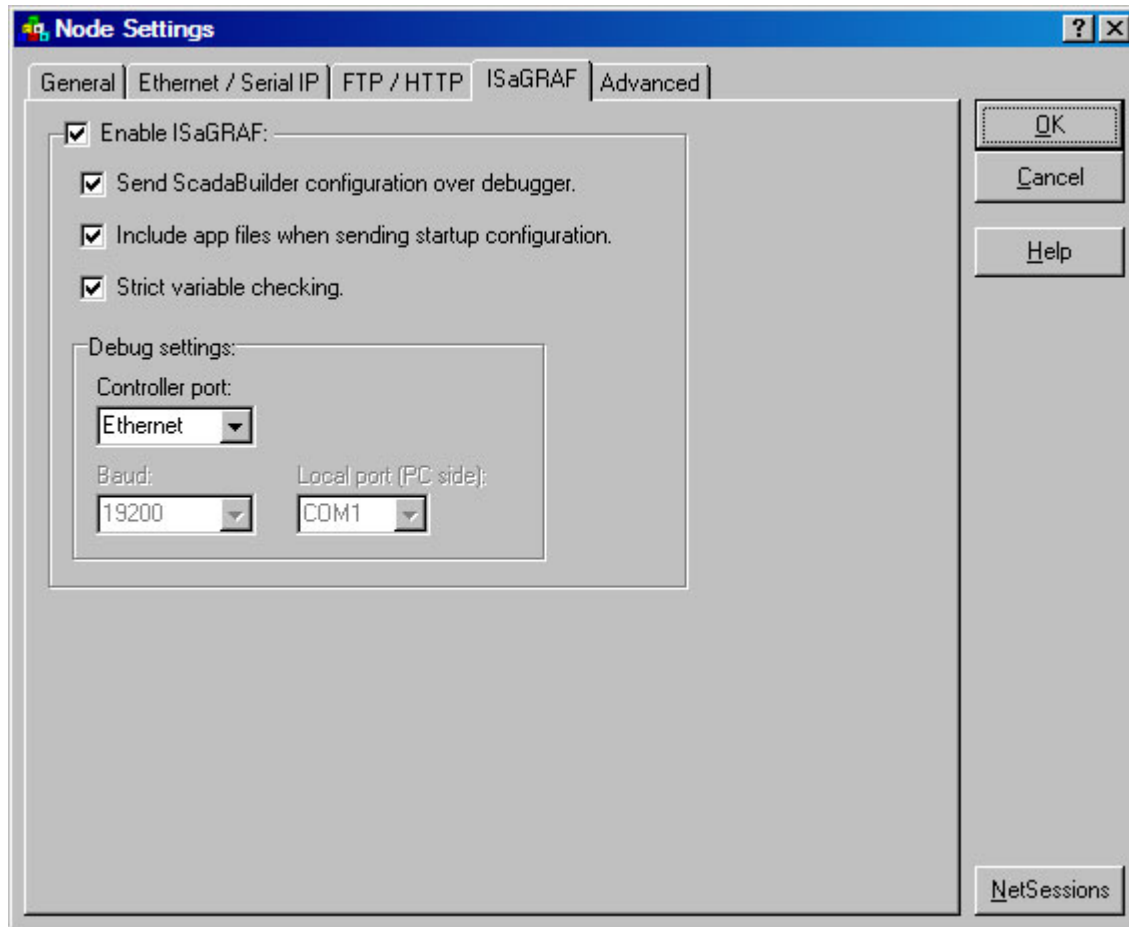 Node Settings
General
Ethernet / Serial IP
FTP / HTTP
ISaGRAF
Advanced
Enable ISaGRAF:
Send ScadaBuilder configuration over debugger.
Include app files when sending startup configuration.
Strict variable checking.
Debug settings:
Controller port:
Ethernet
Baud:
Local port (PC side):
19200
COM1
OK
Cancel
Help
NetSessions